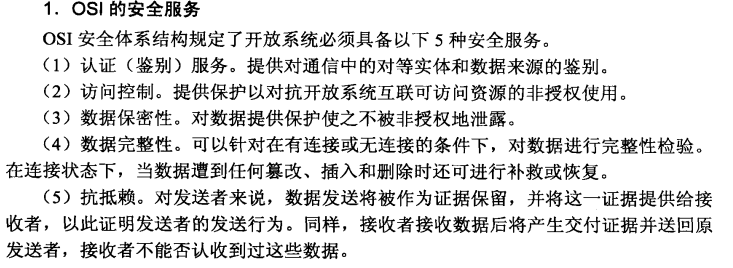 1．OSI 的安全服务
OSI 安全体系结构规定了开放系统必须具备以下 5 种安全服务。
（1）认证（鉴别）服务。提供对通信中的对等实体和数据来源的鉴别。
（2）访问控制。提供保护以对抗开放系统互联可访问资源的非授权使用。
（3）数据保密性。对数据提供保护使之不被非授权地泄露。
（4）数据完整性。可以针对在有连接或无连接的条件下，对数据进行完整性检验。
在连接状态下，当数据遭到任何篡改、插入和删除时还可进行补救或恢复。
（5）抗抵赖。对发送者来说，数据发送将被作为证据保留，并将这一证据提供给接
收者，以此证明发送者的发送行为。同样，接收者接收数据后将产生交付证据并送回原
发送者，接收者不能否认收到过这些数据。